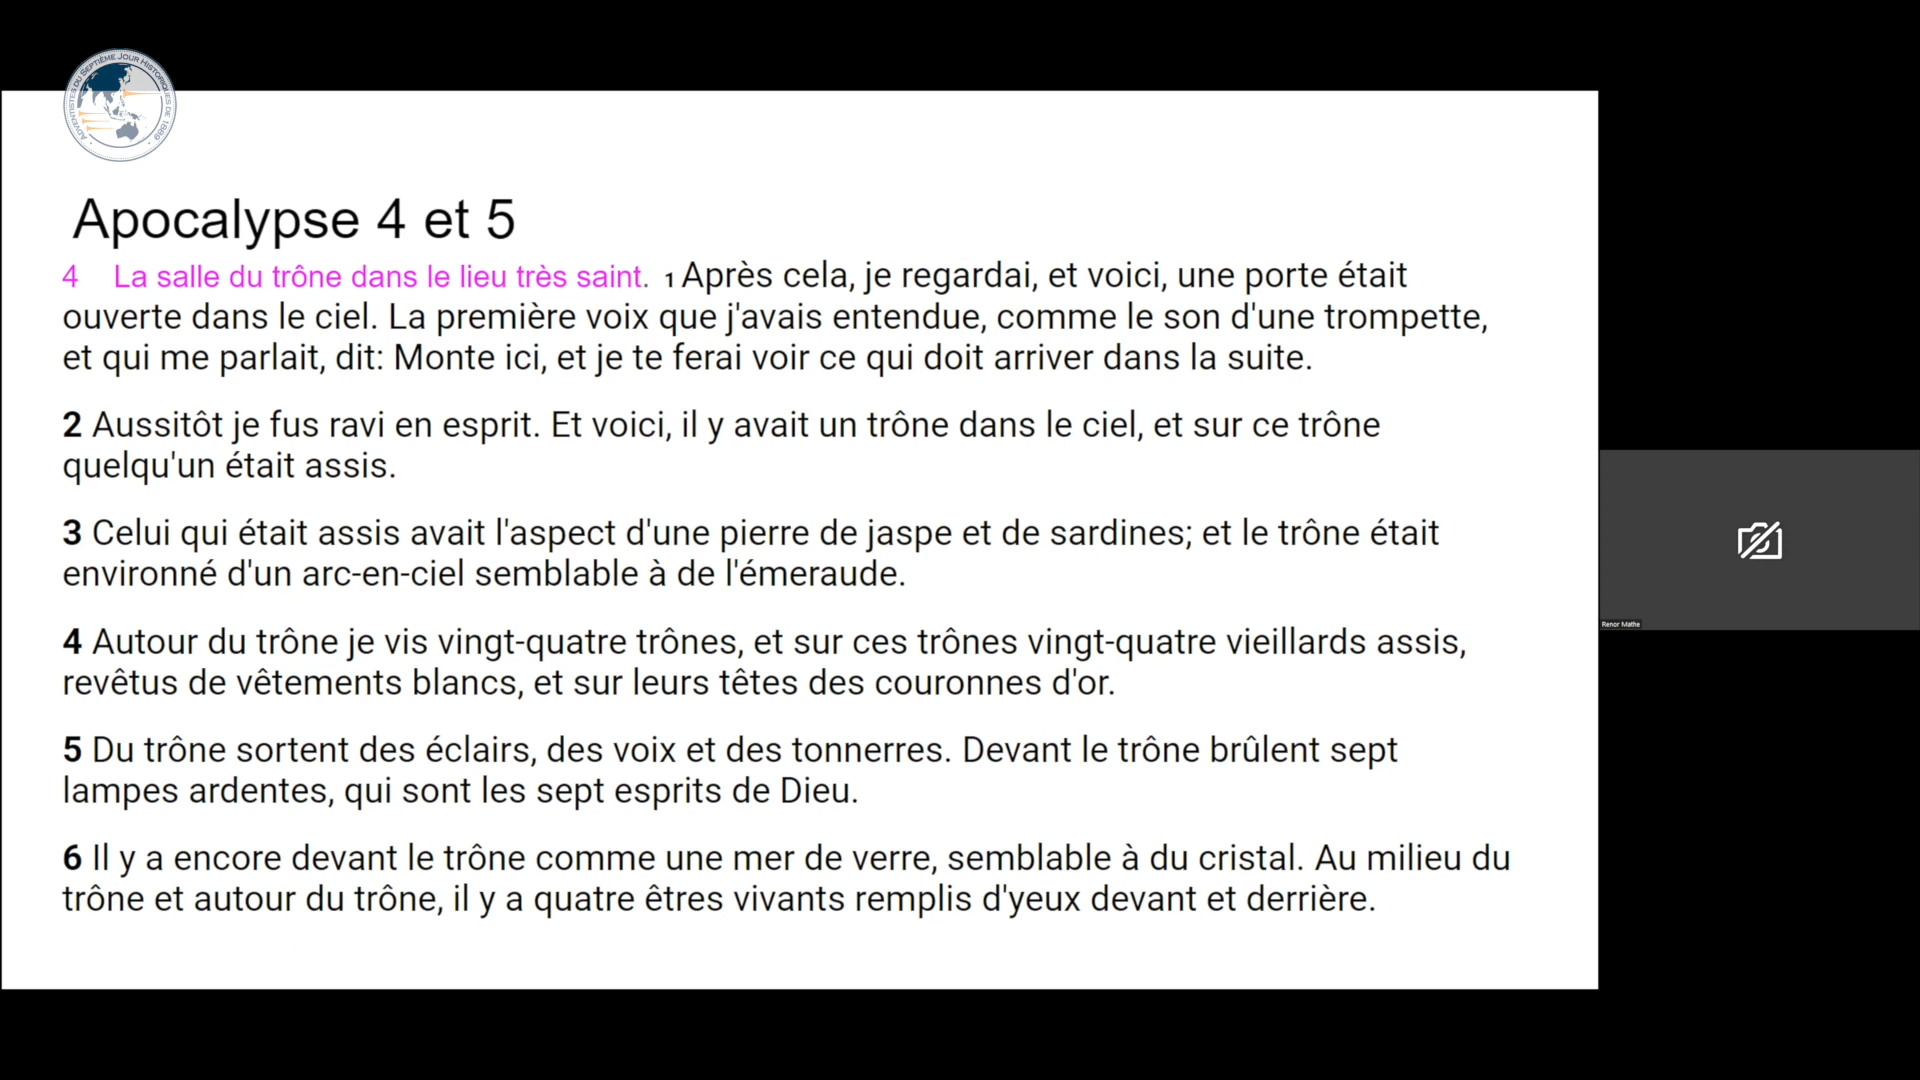 ADVENTISTES DU SEPTIÈME JOUR HISTORIQUES DE 1889
Apocalypse 4 et 5
4 La salle du trône dans le lieu très saint. 1 Après cela, je regardai, et voici, une porte était
ouverte dans le ciel. La première voix que j'avais entendue, comme le son d'une trompette,
et qui me parlait, dit: Monte ici, et je te ferai voir ce qui doit arriver dans la suite.
2 Aussitôt je fus ravi en esprit. Et voici, il y avait un trône dans le ciel, et sur ce trône
quelqu'un était assis.
3 Celui qui était assis avait l'aspect d'une pierre de jaspe et de sardines; et le trône était
environné d'un arc-en-ciel semblable à de l'émeraude.
4 Autour du trône je vis vingt-quatre trônes, et sur ces trônes vingt-quatre vieillards assis,
revêtus de vêtements blancs, et sur leurs têtes des couronnes d'or.
5 Du trône sortent des éclairs, des voix et des tonnerres. Devant le trône brûlent sept
lampes ardentes, qui sont les sept esprits de Dieu.
6 Il y a encore devant le trône comme une mer de verre, semblable à du cristal. Au milieu du
trône et autour du trône, il y a quatre êtres vivants remplis d'yeux devant et derrière.
Renor Mathe